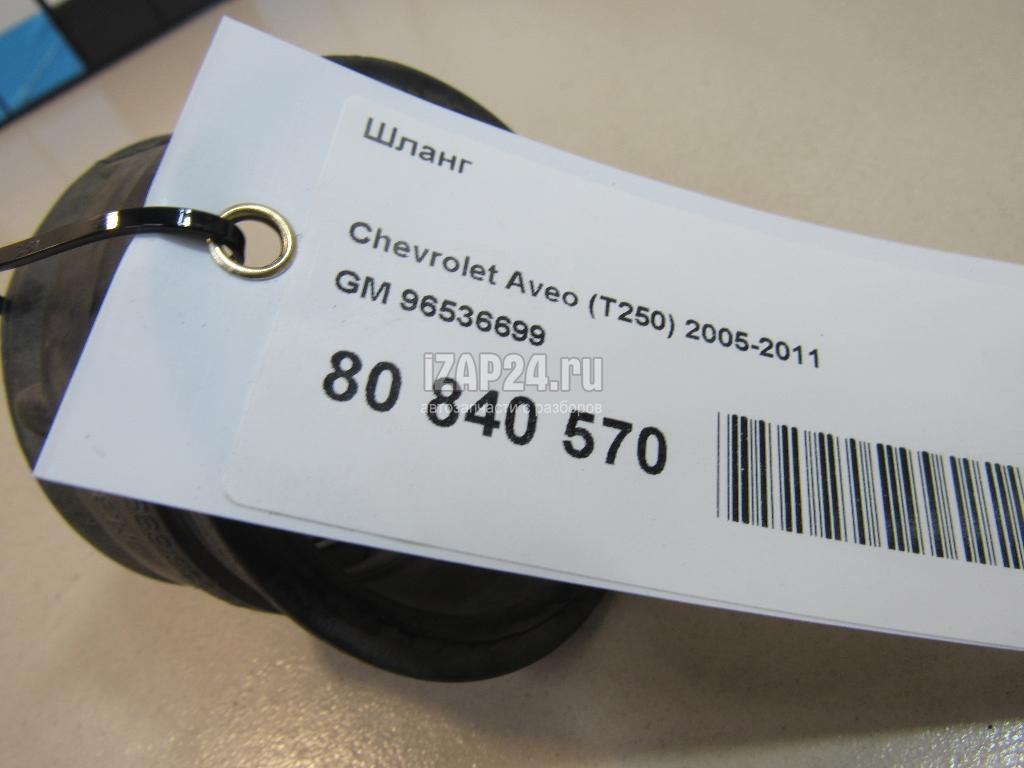 Шланг
Chevrolet Aveo (T250) 2005-2011
GM 96536699
iZAP24.ru
80 840 570
автозапчасти с разборов